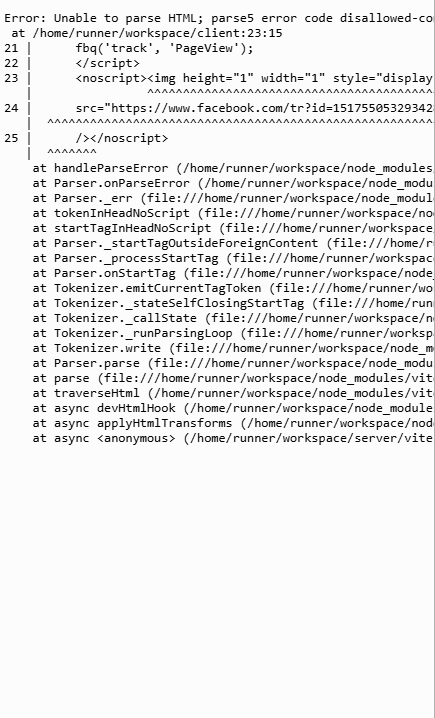 Error: Unable to parse HTML; parse5 error code disallowed-co
at /home/runner/workspace/client:23:15
21 | fbq('track', 'PageView');
22 | </script>
23 | <noscript><img height="1" width="1" style="display
| ^^^^^^^^^^^^^^^^^^^^^^^^^^^^^^^^^^^^^^^^
24 | src="https://www.facebook.com/tr?id=151755053293428
| ^^^^^^^^^^^^^^^^^^^^^^^^^^^^^^^^^^^^^^^^^^^^^^^^^^^^^^
25 | /></noscript>
| ^^^^^^^
at handleParseError (/home/runner/workspace/node_modules
at Parser.onParseError (/home/runner/workspace/node_modu
at Parser._err (file:///home/runner/workspace/node_modul
at tokenInHeadNoScript (file:///home/runner/workspace/no
at startTagInHeadNoScript (file:///home/runner/workspace
at Parser._startTagOutsideForeignContent (file:///home/r
at Parser._processStartTag (file:///home/runner/workspac
at Parser.onStartTag (file:///home/runner/workspace/node_
at Tokenizer.emitCurrentTagToken (file:///home/runner/wo
at Tokenizer._stateSelfClosingStartTag (file:///home/run
at Tokenizer._callState (file:///home/runner/workspace/n
at Tokenizer._runParsingLoop (file:///home/runner/worksp
at Tokenizer.write (file:///home/runner/workspace/node_m
at Parser.parse (file:///home/runner/workspace/node_modu
at parse (file:///home/runner/workspace/node_modules/vit
at traverseHtml (file:///home/runner/workspace/node_modules/vit
at async devHtmlHook (file:///home/runner/workspace/node_module
at async applyHtmlTransforms (/home/runner/workspace/nod
at async <anonymous> (/home/runner/workspace/server/vite